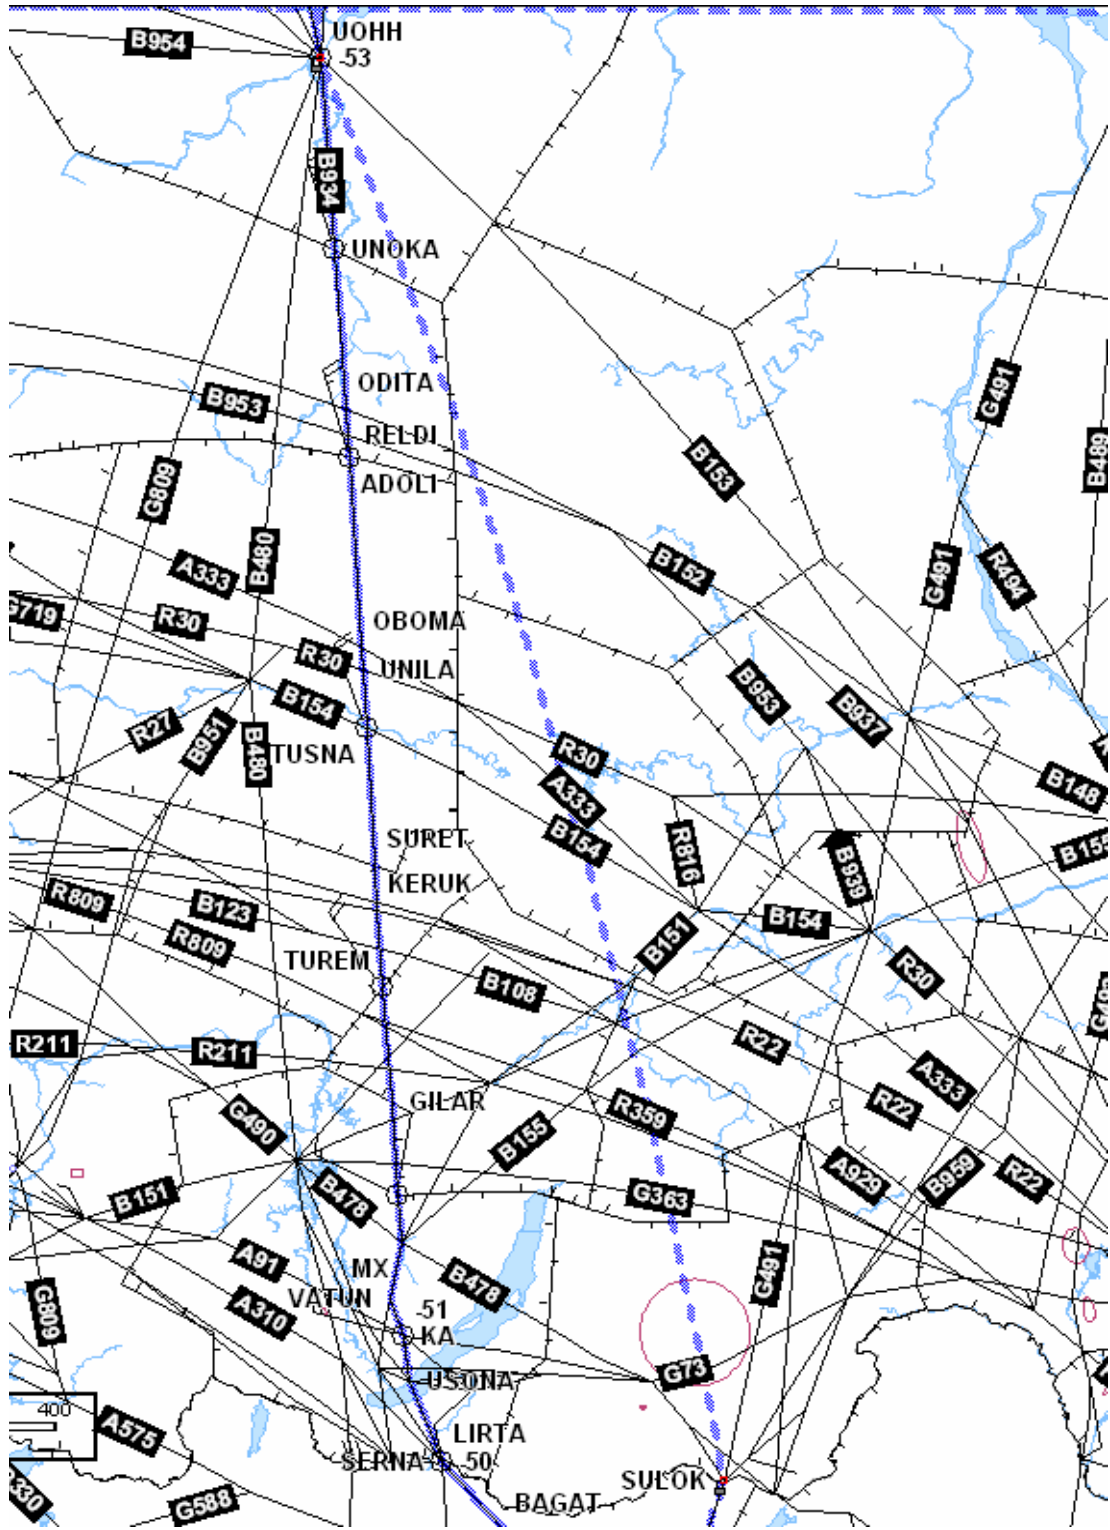 UOHH
B954
-53
B934
UNOKA
ODITA
G491
B953
RELDI
B489
B153
ADOLI
G809
B480
A333
B152
G491
R494
G719
R30
OBOMA
R30
UNILA
B154
B953
B937
R27
B951
B480
TUSNA
R30
B148
A333
SURET
B154
R816
B939
KERUK
R809
B123
B154
R809
B151
TUREM
B108
R30
R211
R211
R22
GILAR
A333
G490
R359
R22
B155
B151
B478
G363
A929
B959
R22
A91
MX
B478
G491
VATUN
-51
G809
A310
KA
G73
USONA
400
A575
LIRTA
SERNA
-50
SULOK
G588
BAGAT